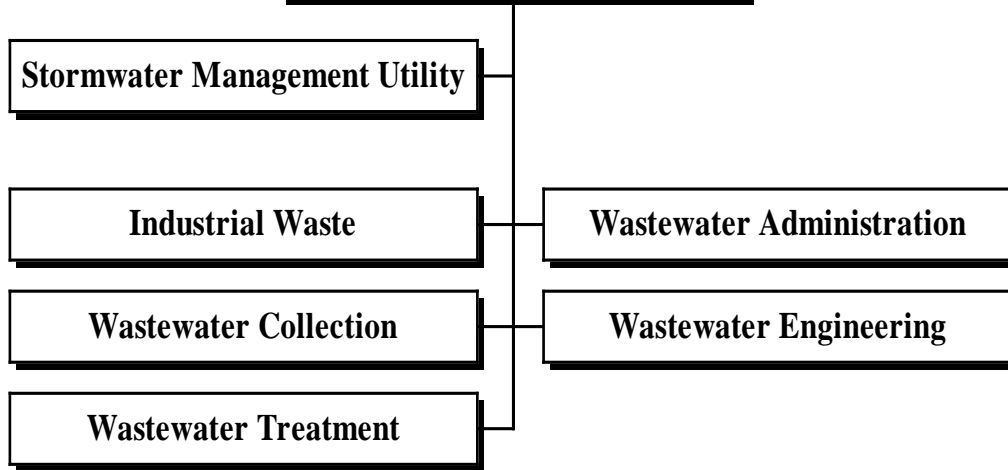 Stormwater Management Utility
Industrial Waste
Wastewater Administration
Wastewater Collection
Wastewater Engineering
Wastewater Treatment